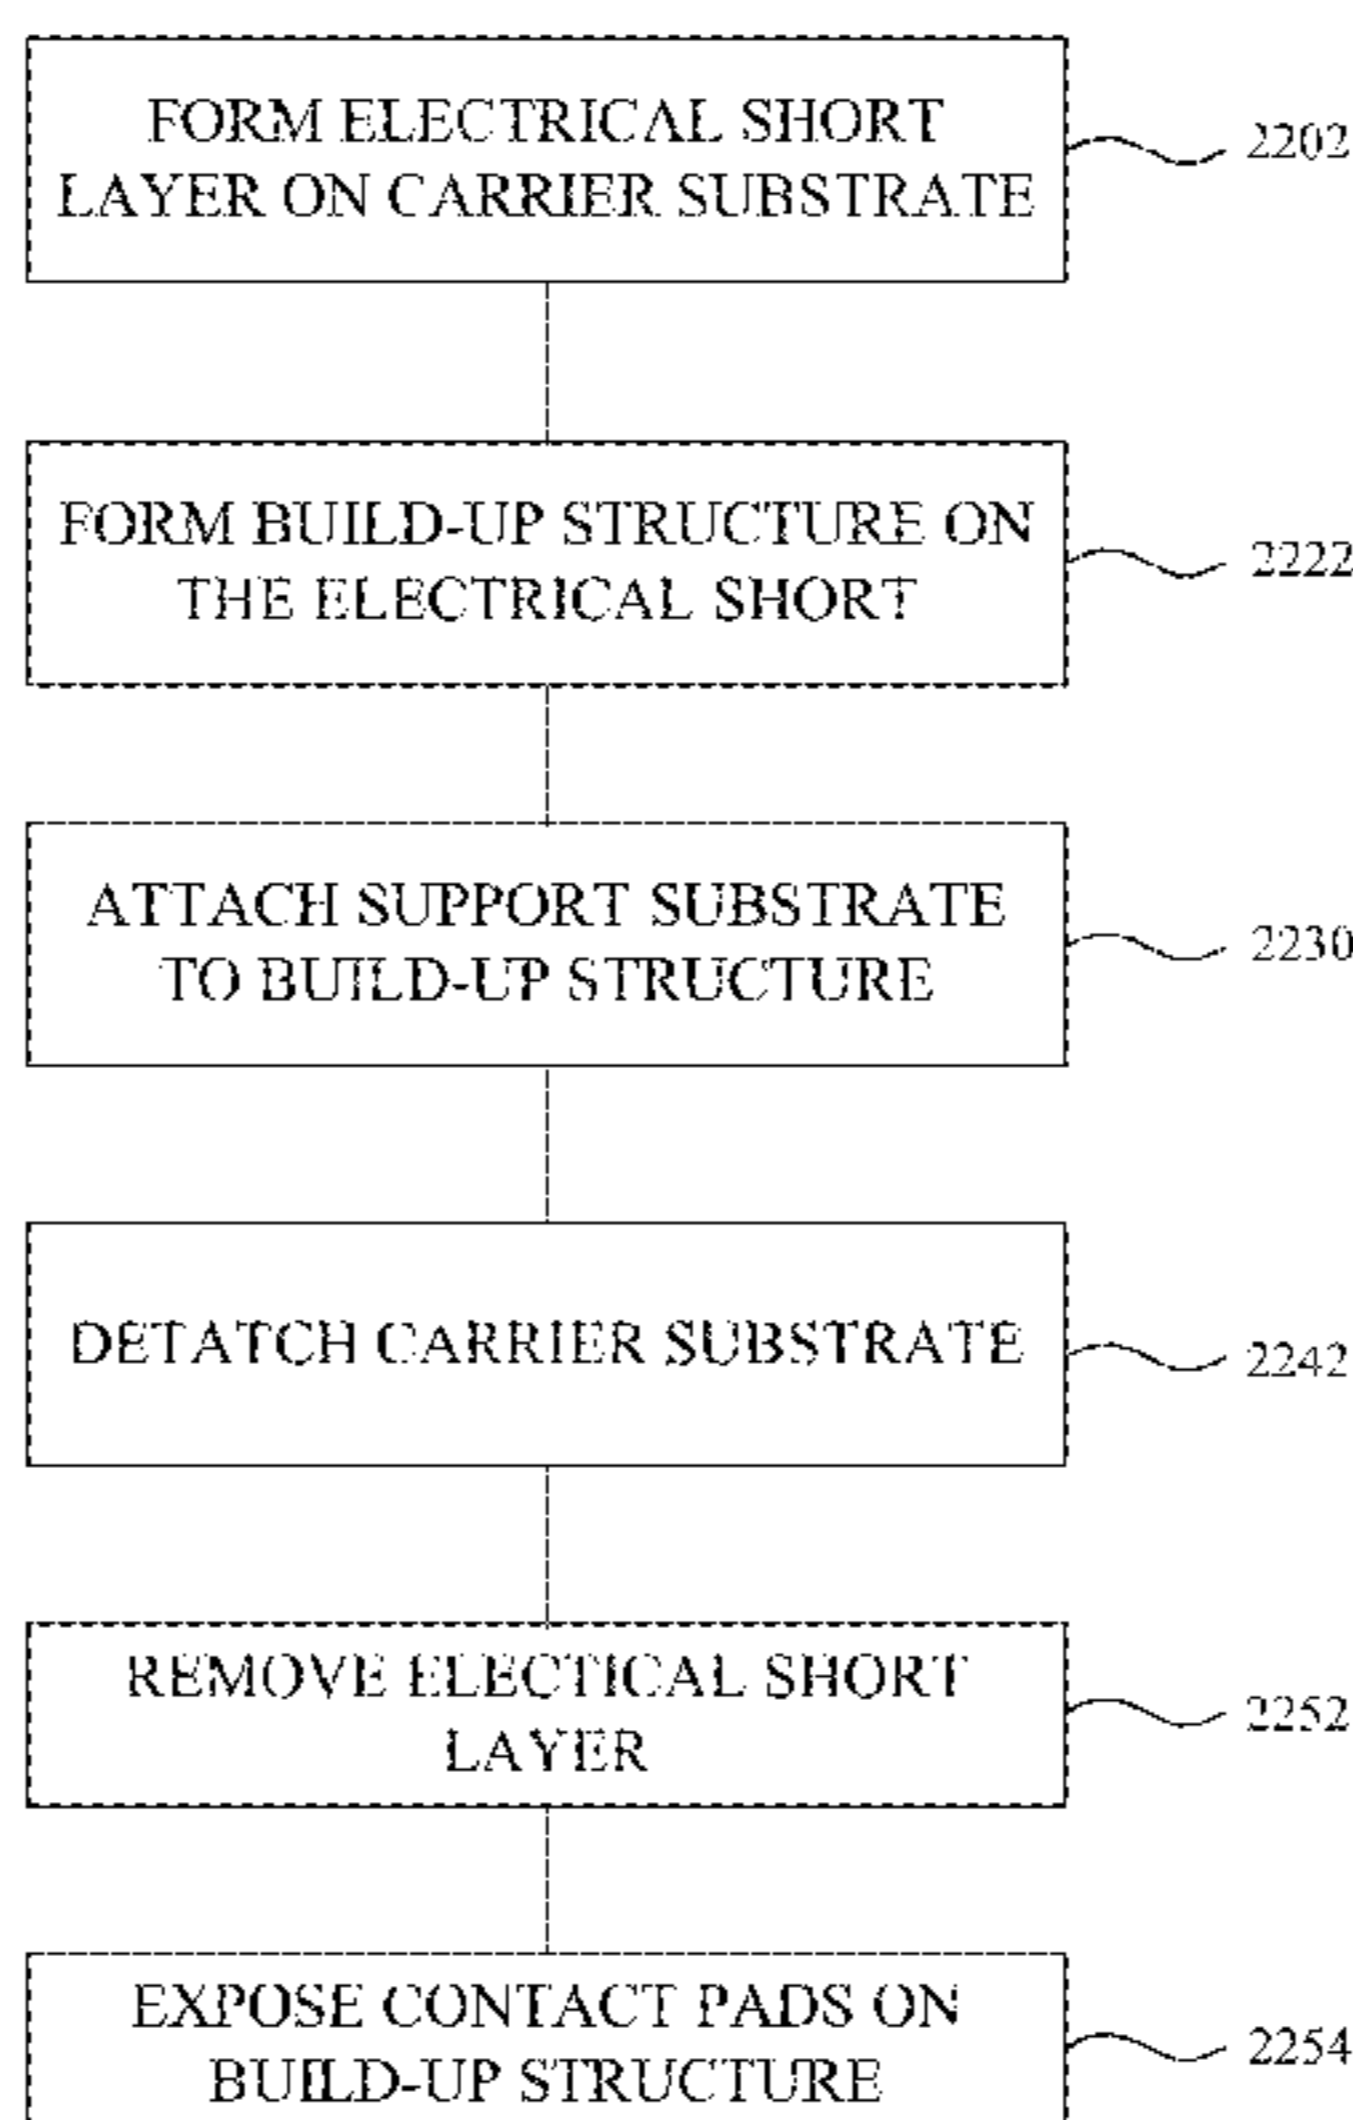 FORM ELECTRICAL SHORT
LAYER ON CARRIER SUBSTRATE
2202
FORM BUILD-UP STRUCTURE ON
THE ELECTRICAL SHORT
2222
ATTACH SUPPORT SUBSTRATE
TO BUILD-UP STRUCTURE
2230
DETATCH CARRIER SUBSTRATE
2242
REMOVE ELECTICAL SHORT
LAYER
2252
EXPOSE CONTACT PADS ON
BUILD-UP STRUCTURE
2254